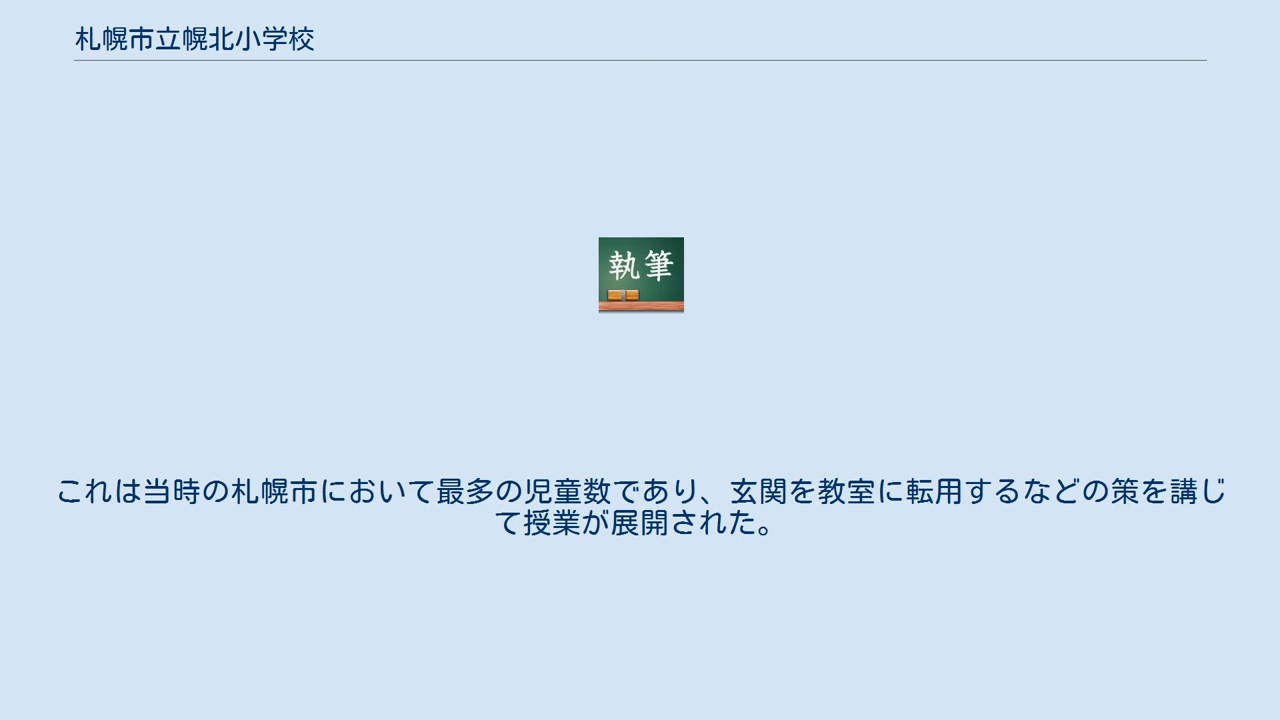 札幌市立幌北小学校
執筆
これは当時の札幌市において最多の児童数であり、玄関を教室に転用するなどの策を講じ
て授業が展開された。